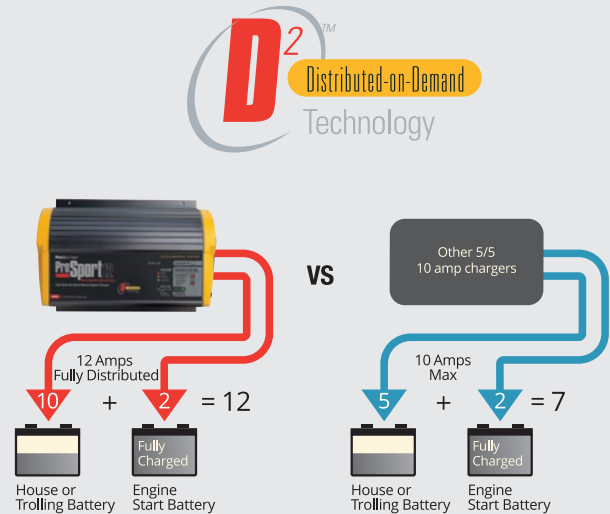 D² ™
Distributed-on-Demand
Technology
ProSport 12
VS
Other 5/5
10 amp chargers
12 Amps
Fully Distributed
10 + 2 = 12
Fully
Charged
House or
Trolling Battery
Engine
Start Battery
10 Amps
Max
5 + 2 = 7
Fully
Charged
House or
Trolling Battery
Engine
Start Battery